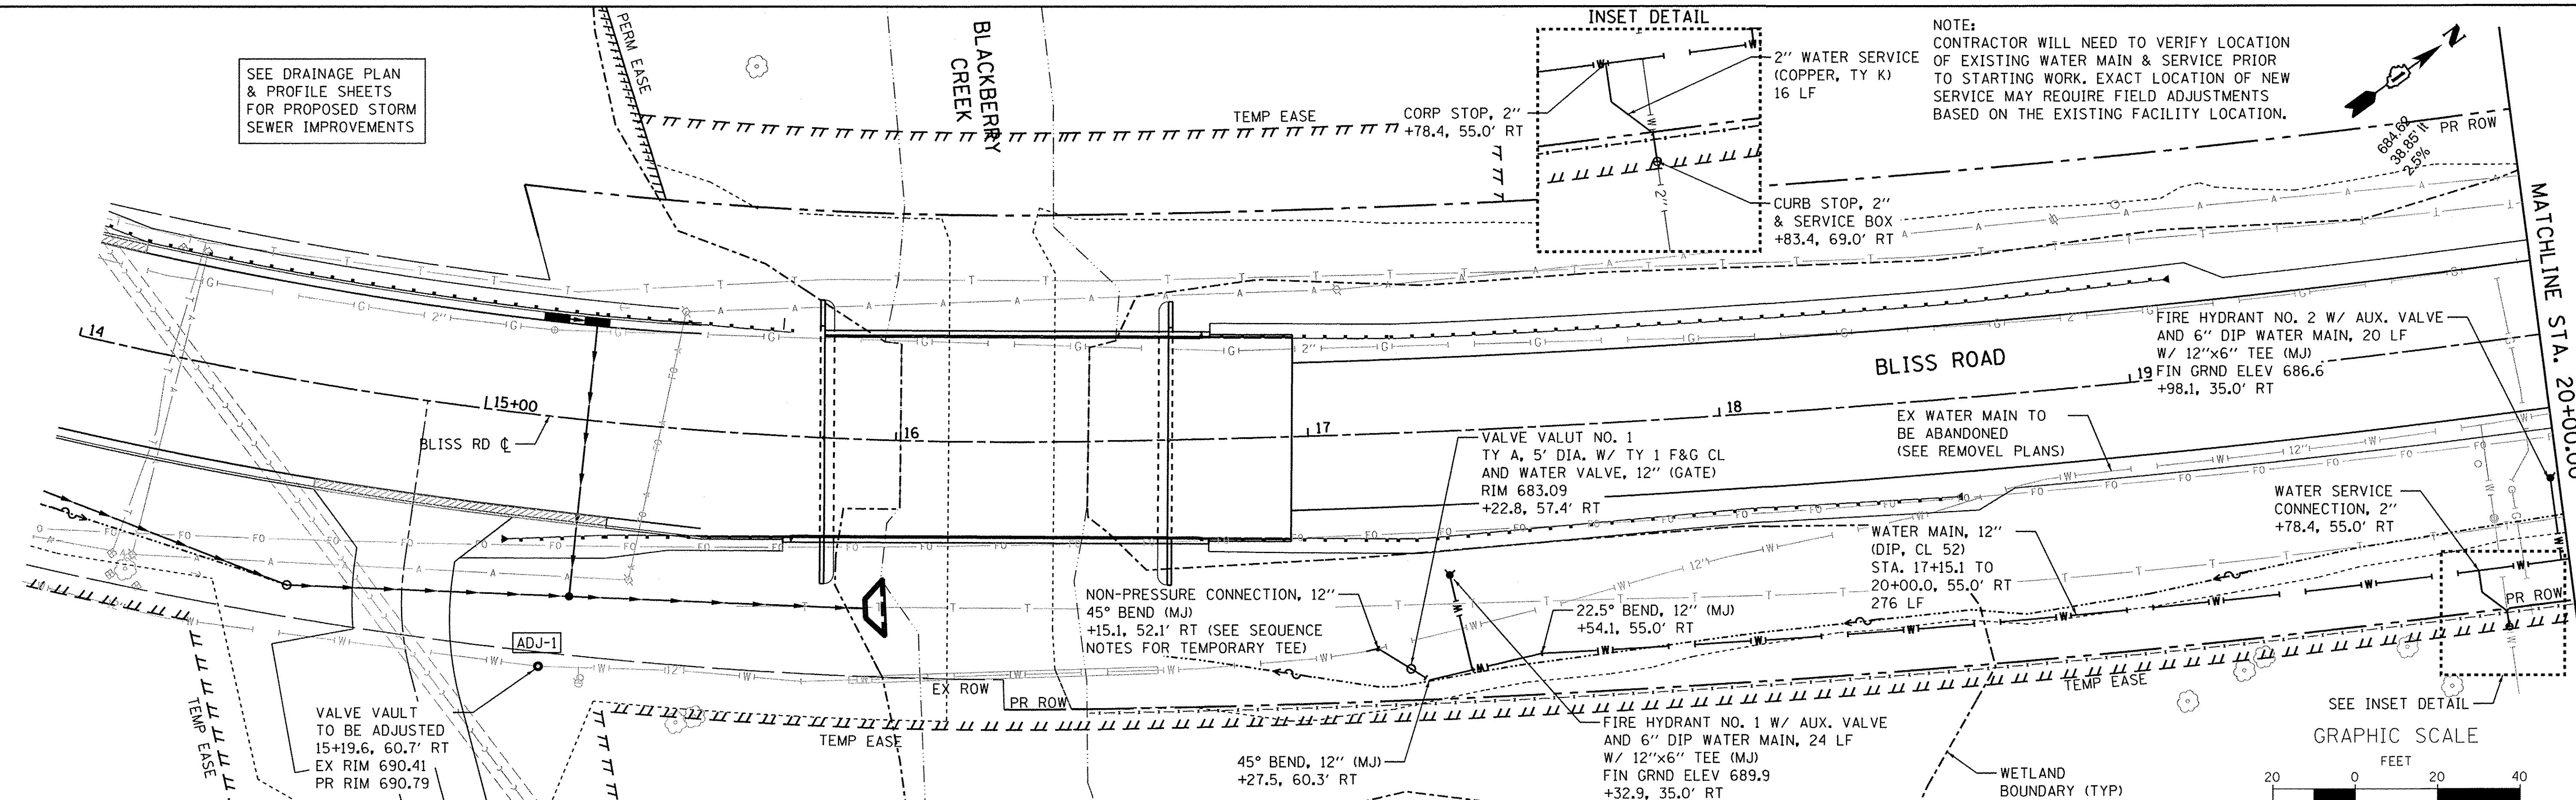 SEE DRAINAGE PLAN
& PROFILE SHEETS
FOR PROPOSED STORM
SEWER IMPROVEMENTS
PERM EASE
BLACKBERRY
CREEK
TEMP EASE
INSET DETAIL
CORP STOP, 2"
+78.4, 55.0' RT
2" WATER SERVICE
(COPPER, TY K)
16 LF
CURB STOP, 2"
& SERVICE BOX
+83.4, 69.0' RT
2"
NOTE:
CONTRACTOR WILL NEED TO VERIFY LOCATION
OF EXISTING WATER MAIN & SERVICE PRIOR
TO STARTING WORK. EXACT LOCATION OF NEW
SERVICE MAY REQUIRE FIELD ADJUSTMENTS
BASED ON THE EXISTING FACILITY LOCATION.
N
684.62
38.85' lt
2.5%
PR ROW
MATCHLINE STA. 20+00.00
14
15+00
16
17
18
19
BLISS RD ℄
BLISS ROAD
FIRE HYDRANT NO. 2 W/ AUX. VALVE
AND 6" DIP WATER MAIN, 20 LF
W/ 12"x6" TEE (MJ)
FIN GRND ELEV 686.6
+98.1, 35.0' RT
EX WATER MAIN TO
BE ABANDONED
(SEE REMOVEL PLANS)
VALVE VALUT NO. 1
TY A, 5' DIA. W/ TY 1 F&G CL
AND WATER VALVE, 12" (GATE)
RIM 683.09
+22.8, 57.4' RT
WATER SERVICE
CONNECTION, 2"
+78.4, 55.0' RT
WATER MAIN, 12"
(DIP, CL 52)
STA. 17+15.1 TO
20+00.0, 55.0' RT
276 LF
NON-PRESSURE CONNECTION, 12"
45° BEND (MJ)
+15.1, 52.1' RT (SEE SEQUENCE
NOTES FOR TEMPORARY TEE)
22.5° BEND, 12" (MJ)
+54.1, 55.0' RT
PR ROW
ADJ-1
EX ROW
PR ROW
TEMP EASE
TEMP EASE
TEMP EASE
VALVE VAULT
TO BE ADJUSTED
15+19.6, 60.7' RT
EX RIM 690.41
PR RIM 690.79
45° BEND, 12" (MJ)
+27.5, 60.3' RT
FIRE HYDRANT NO. 1 W/ AUX. VALVE
AND 6" DIP WATER MAIN, 24 LF
W/ 12"x6" TEE (MJ)
FIN GRND ELEV 689.9
+32.9, 35.0' RT
WETLAND
BOUNDARY (TYP)
SEE INSET DETAIL
GRAPHIC SCALE
FEET
20 0 20 40